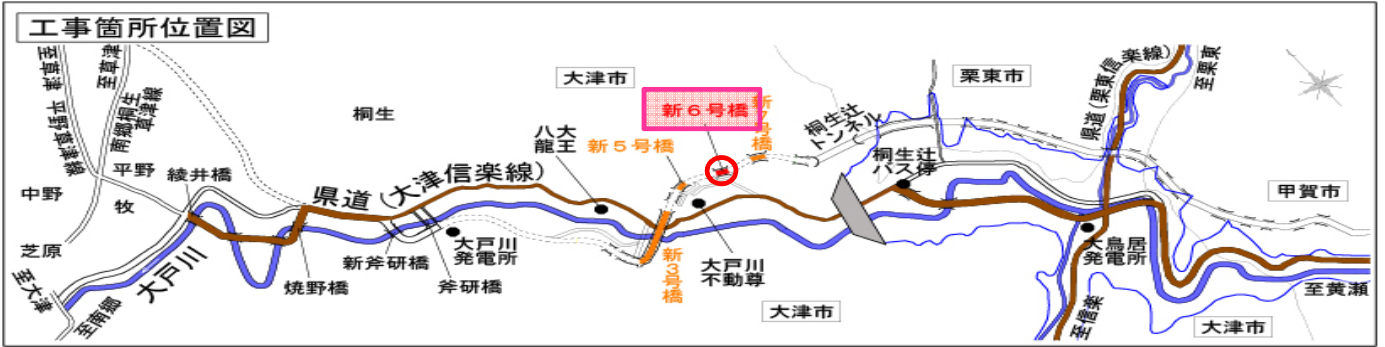 工事箇所位置図
至草津
平野草津線
至草津
南郷桐生
草津線
桐生
大津市
栗東市
新６号橋
新7号橋
桐生辻
トンネル
県道(栗東信楽線)
至栗東
八大
龍王
新５号橋
桐生辻
バス停
中野
平野
綾井橋
牧
県道(大津信楽線)
甲賀市
芝原
至大津
大戸川
至南郷
焼野橋
新斧研橋
大戸川
発電所
斧研橋
新3号橋
大戸川
不動尊
大津市
大鳥居
発電所
至信楽
大津市
至黄瀬